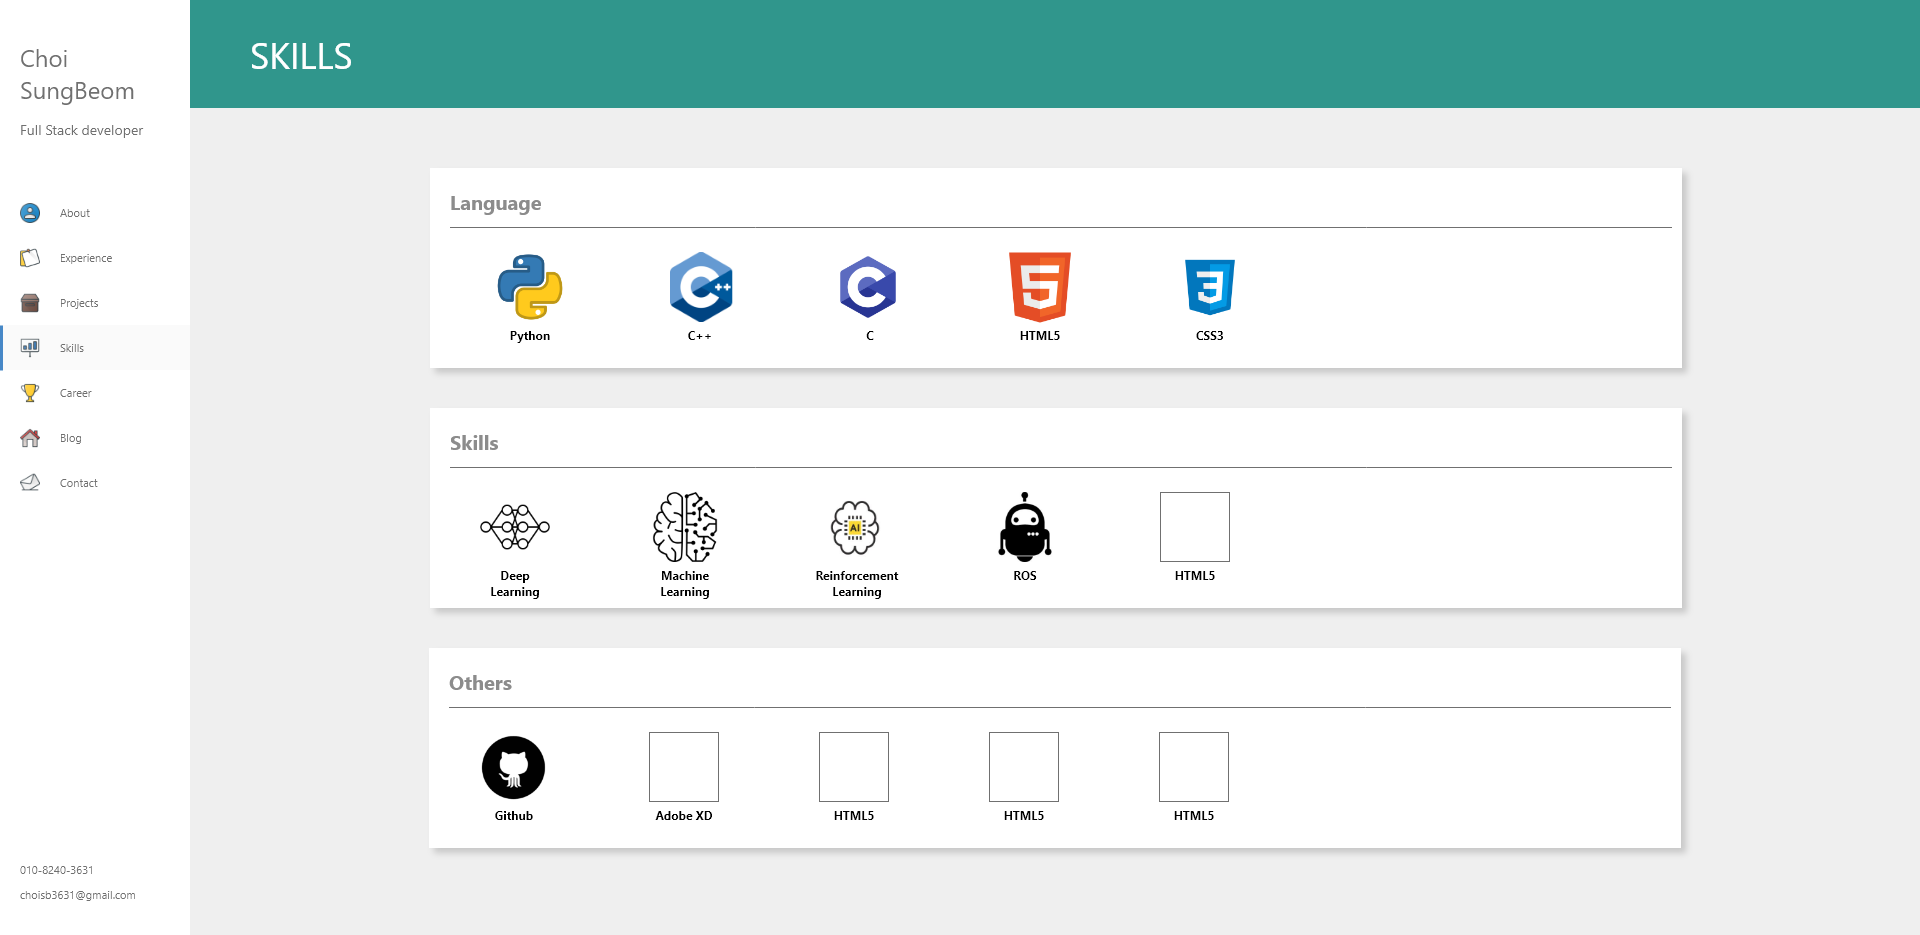 Choi
SungBeom
Full Stack developer
About
Experience
Projects
Skills
Career
Blog
Contact
010-8240-3631
choisb3631@gmail.com
SKILLS
Language
Python
C++
C
HTML5
CSS3
Skills
AI
Deep
Learning
Machine
Learning
Reinforcement
Learning
ROS
HTML5
Others
Github
Adobe XD
HTML5
HTML5
HTML5